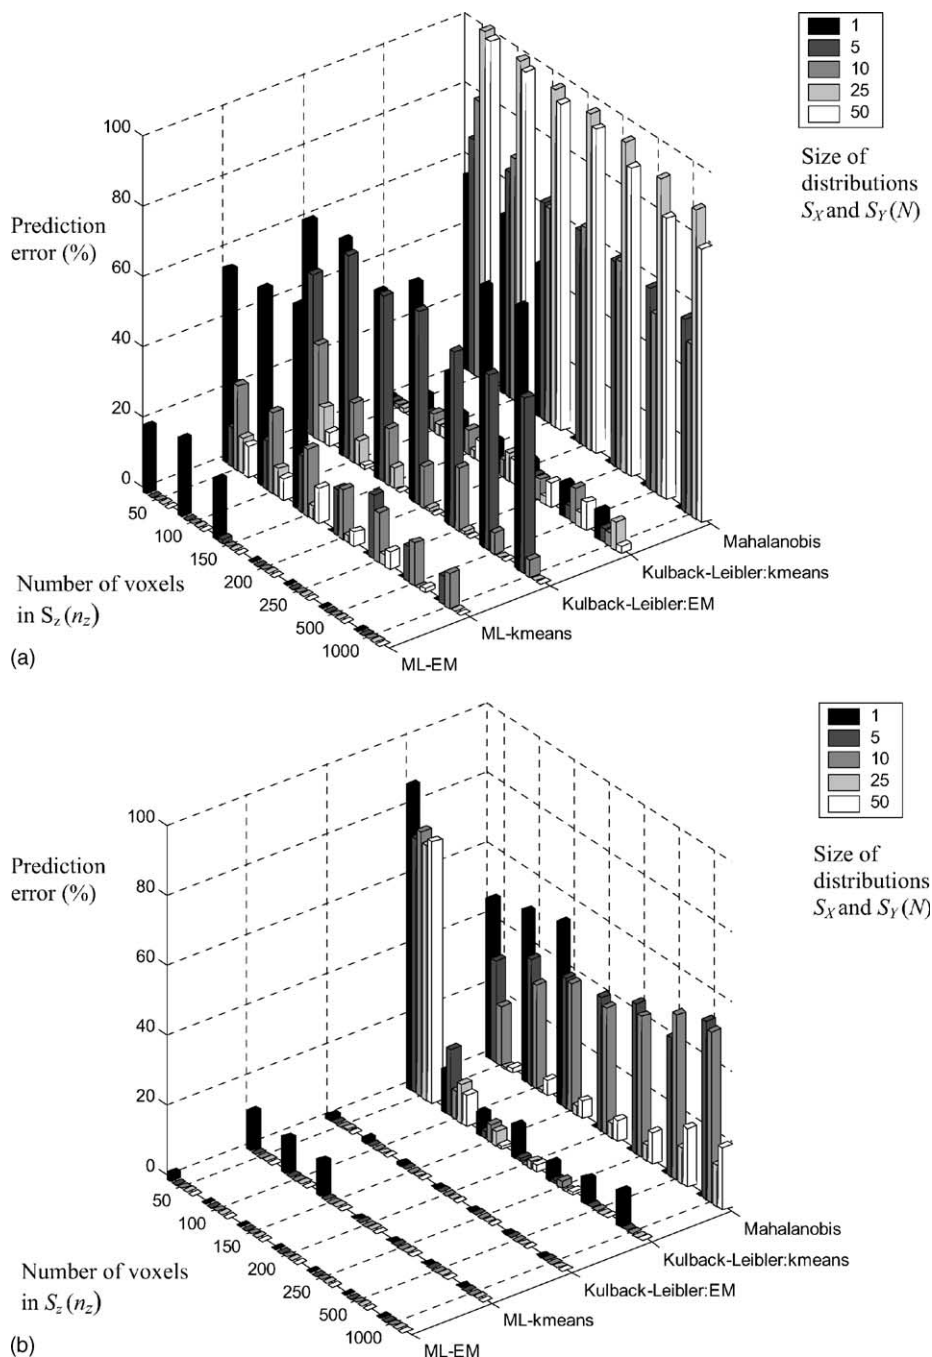 (a)
100
80
60
40
20
0
Prediction
error (%)
50
100
150
200
250
500
1000
Number of voxels
in S_z (n_z)
ML-EM
ML-kmeans
Kulback-Leibler:EM
Kulback-Leibler:kmeans
Mahalanobis
1
5
10
25
50
Size of
distributions
S_X and S_Y (N)
(b)
100
80
60
40
20
0
Prediction
error (%)
50
100
150
200
250
500
1000
Number of voxels
in S_z (n_z)
ML-EM
ML-kmeans
Kulback-Leibler:EM
Kulback-Leibler:kmeans
Mahalanobis
1
5
10
25
50
Size of
distributions
S_X and S_Y (N)